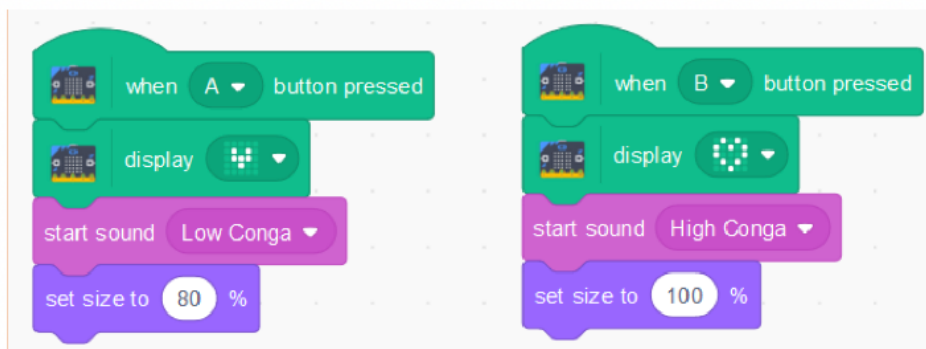 when A button pressed
display
start sound Low Conga
set size to 80 %
when B button pressed
display
start sound High Conga
set size to 100 %